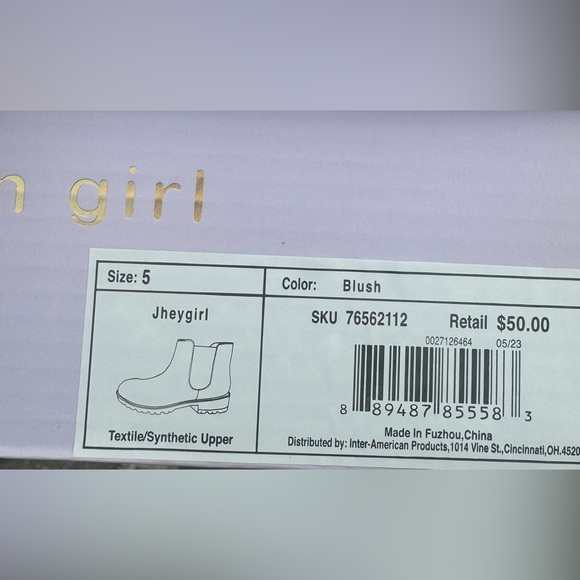 n girl
Size: 5
Color: Blush
Jheygirl
SKU 76562112 Retail $50.00
0027126464 05/23
8 89487 85558 3
Textile/Synthetic Upper
Made In Fuzhou,China
Distributed by: Inter-American Products,1014 Vine St.,Cincinnati,OH.4520